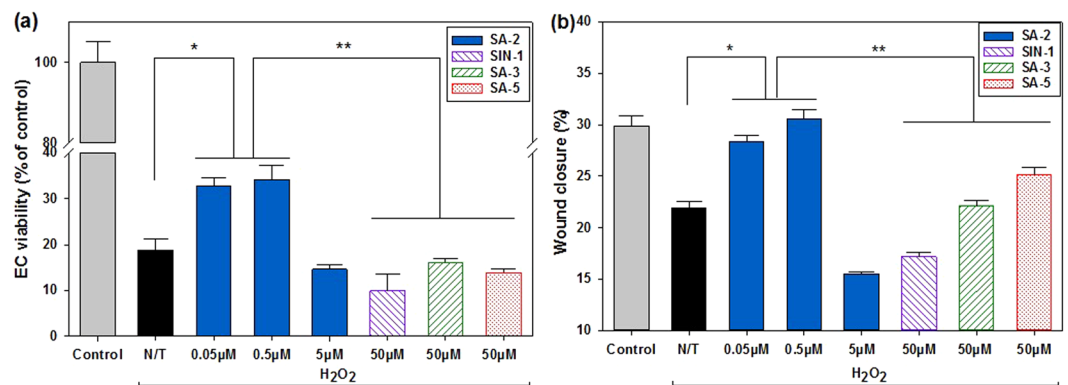 (a)
EC viability (% of control)
100
80
40
30
20
10
0
*
**
SA-2
SIN-1
SA-3
SA-5
Control N/T 0.05µM 0.5µM 5µM 50µM 50µM 50µM
H2O2
(b)
Wound closure (%)
40
35
30
25
20
15
10
*
**
SA-2
SIN-1
SA-3
SA-5
Control N/T 0.05µM 0.5µM 5µM 50µM 50µM 50µM
H2O2